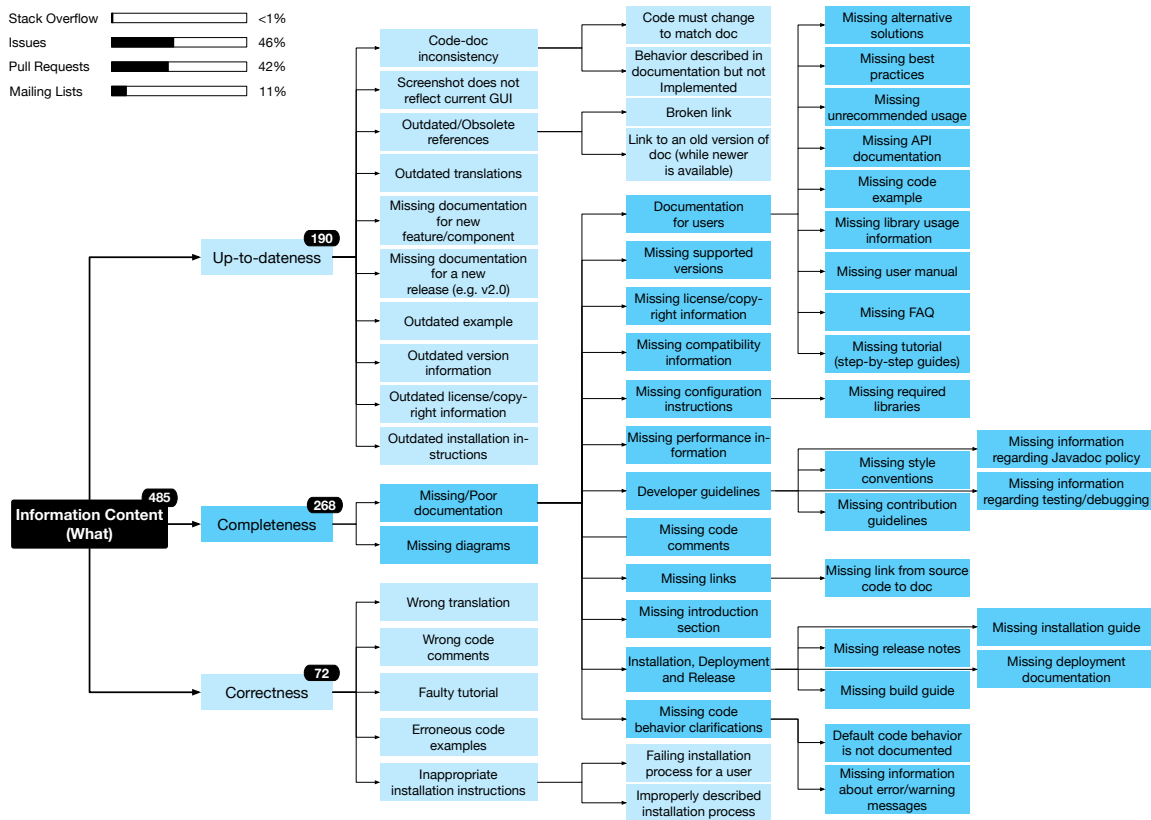 Stack Overflow <1%
Issues 46%
Pull Requests 42%
Mailing Lists 11%
Information Content
(What)
485
Up-to-dateness
190
Completeness
268
Correctness
72
Code-doc
inconsistency
Screenshot does not
reflect current GUI
Outdated/Obsolete
references
Outdated translations
Missing documentation
for new
feature/component
Missing documentation
for a new
release (e.g. v2.0)
Outdated example
Outdated version
information
Outdated license/copy-
right information
Outdated installation in-
structions
Missing/Poor
documentation
Missing diagrams
Wrong translation
Wrong code
comments
Faulty tutorial
Erroneous code
examples
Inappropriate
installation instructions
Code must change
to match doc
Behavior described in
documentation but not
Implemented
Broken link
Link to an old version of
doc (while newer
is available)
Documentation
for users
Missing supported
versions
Missing license/copy-
right information
Missing compatibility
information
Missing configuration
instructions
Missing performance in-
formation
Developer guidelines
Missing code
comments
Missing links
Missing introduction
section
Installation, Deployment
and Release
Missing code
behavior clarifications
Failing installation
process for a user
Improperly described
installation process
Missing alternative
solutions
Missing best
practices
Missing
unrecommended usage
Missing API
documentation
Missing code
example
Missing library usage
information
Missing user manual
Missing FAQ
Missing tutorial
(step-by-step guides)
Missing required
libraries
Missing style
conventions
Missing contribution
guidelines
Missing link from source
code to doc
Missing release notes
Missing build guide
Default code behavior
is not documented
Missing information
about error/warning
messages
Missing information
regarding Javadoc policy
Missing information
regarding testing/debugging
Missing installation guide
Missing deployment
documentation